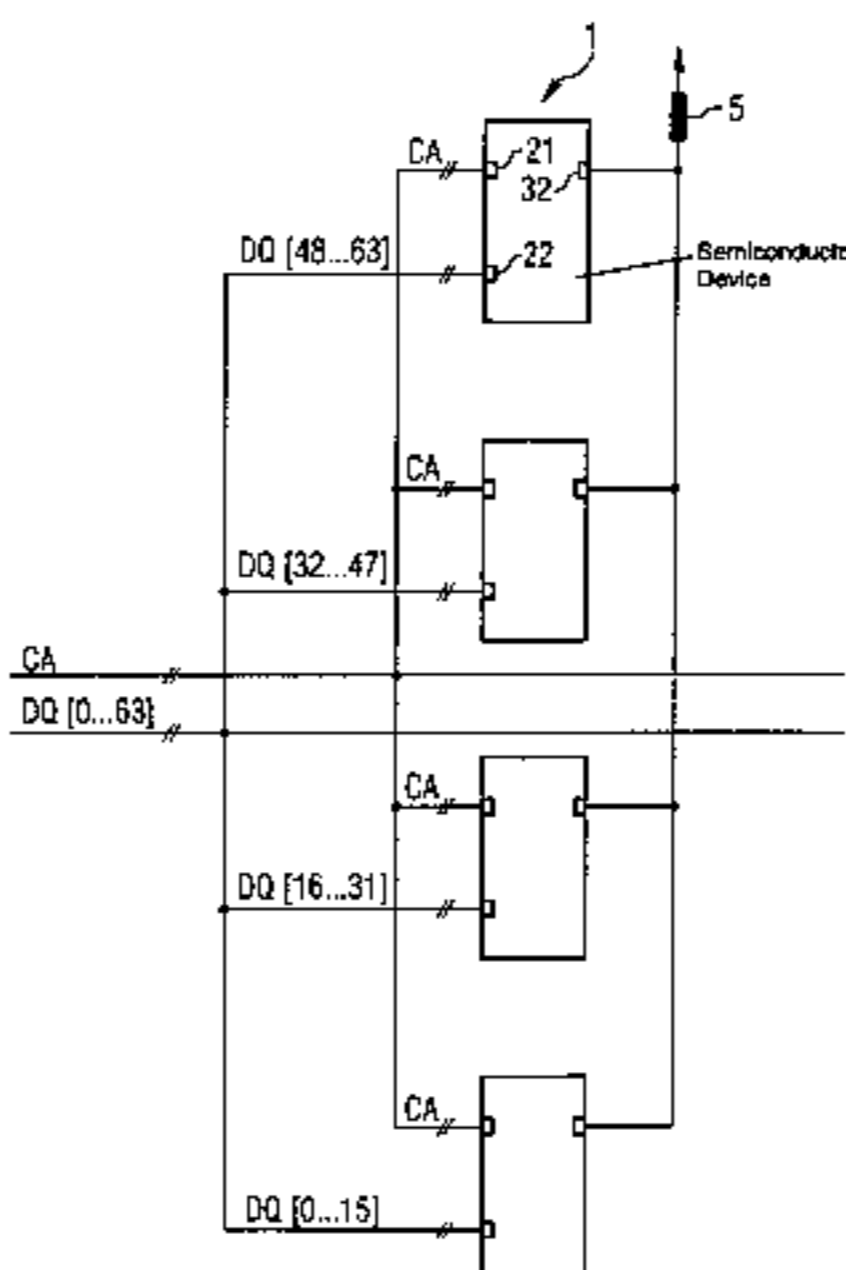 1
5
CA
21
32
DQ [48...63]
22
Semiconducto
Device
CA
DQ [32...47]
CA
DQ [0...63]
CA
DQ [16...31]
CA
DQ [0...15]